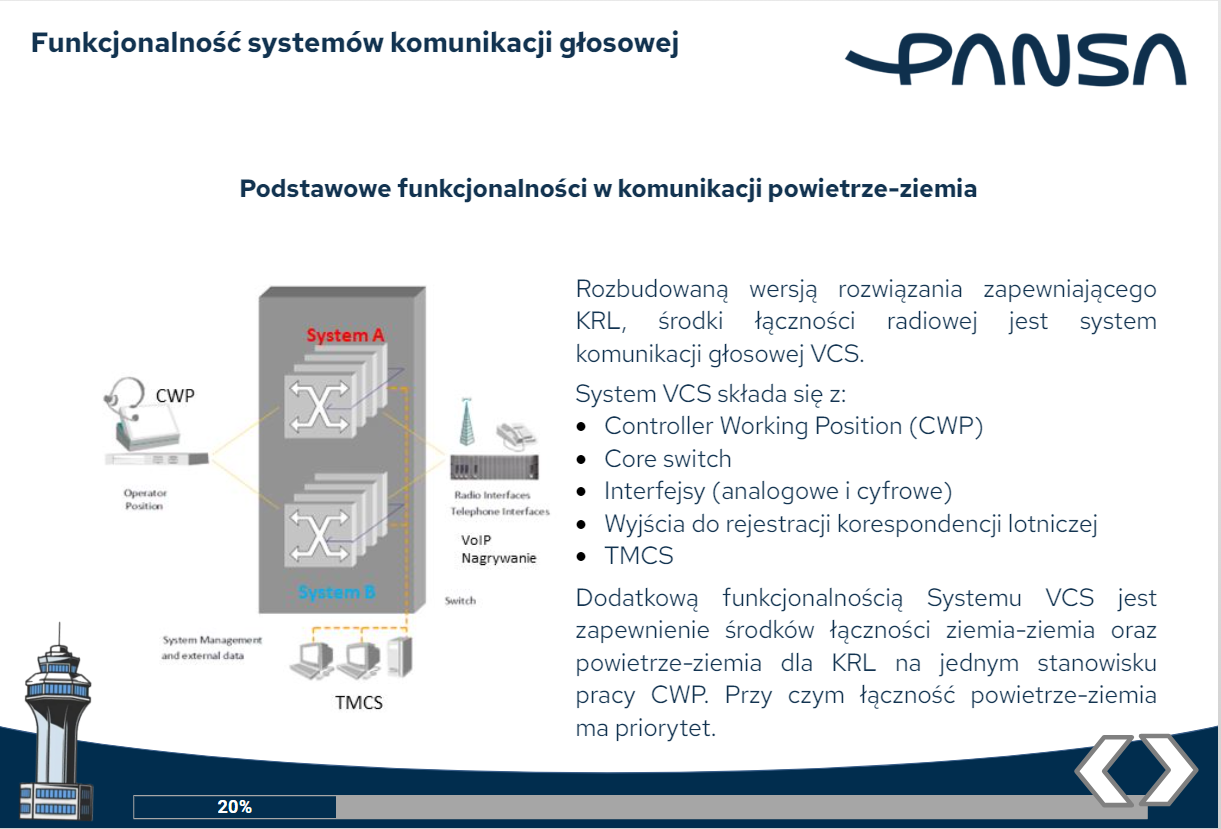 Funkcjonalność systemów komunikacji głosowej
PANSA
Podstawowe funkcjonalności w komunikacji powietrze-ziemia
System A
CWP
Operator
Position
Radio Interfaces
Telephone Interfaces
VoIP
Nagrywanie
System B
Switch
System Management
and external data
TMCS
Rozbudowaną wersją rozwiązania zapewniającego
KRL, środki łączności radiowej jest system
komunikacji głosowej VCS.
System VCS składa się z:
• Controller Working Position (CWP)
• Core switch
• Interfejsy (analogowe i cyfrowe)
• Wyjścia do rejestracji korespondencji lotniczej
• TMCS
Dodatkową funkcjonalnością Systemu VCS jest
zapewnienie środków łączności ziemia-ziemia oraz
powietrze-ziemia dla KRL na jednym stanowisku
pracy CWP. Przy czym łączność powietrze-ziemia
ma priorytet.
20%